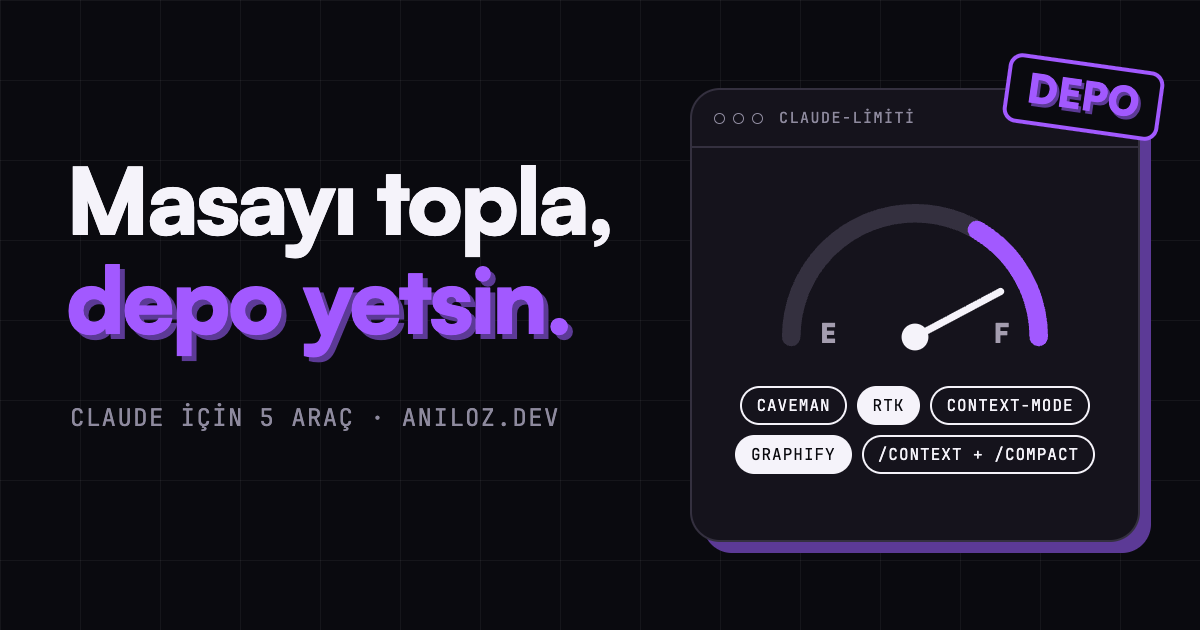 Masayı topla,
depo yetsin.
CLAUDE İÇİN 5 ARAÇ · ANILOZ.DEV
DEPO
CLAUDE-LİMİTİ
E
F
CAVEMAN
RTK
CONTEXT-MODE
GRAPHIFY
/CONTEXT + /COMPACT